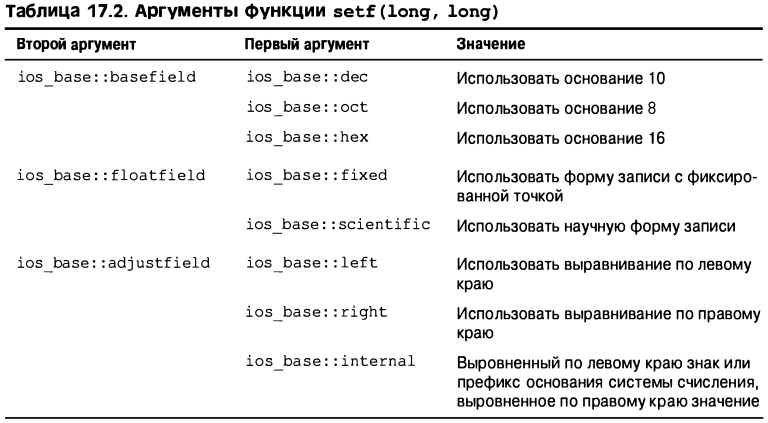 Таблица 17.2. Аргументы функции setf(long, long)
Второй аргумент Первый аргумент Значение
ios_base::basefield ios_base::dec Использовать основание 10
ios_base::oct Использовать основание 8
ios_base::hex Использовать основание 16
ios_base::floatfield ios_base::fixed Использовать форму записи с фиксиро-
ванной точкой
ios_base::scientific Использовать научную форму записи
ios_base::adjustfield ios_base::left Использовать выравнивание по левому
краю
ios_base::right Использовать выравнивание по правому
краю
ios_base::internal Выровненный по левому краю знак или
префикс основания системы счисления,
выровненное по правому краю значение